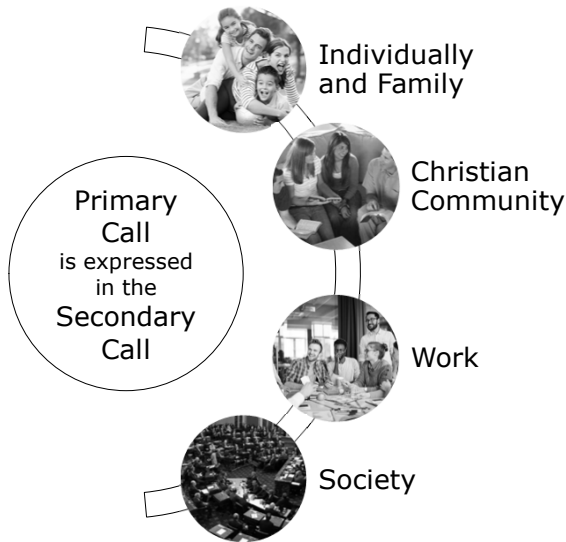 Individually
and Family
Christian
Community
Primary
Call
is expressed
in the
Secondary
Call
Work
Society